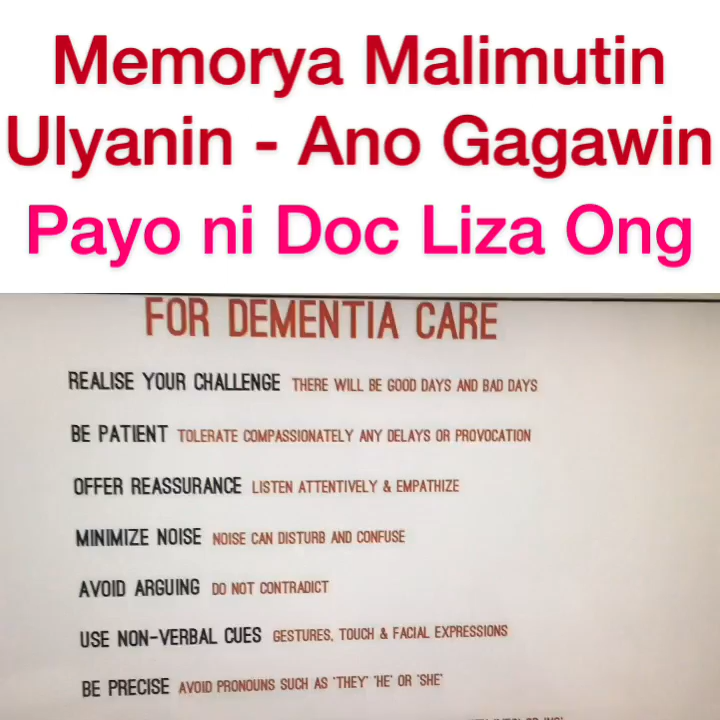 Memorya Malimutin
Ulyanin - Ano Gagawin
Payo ni Doc Liza Ong
FOR DEMENTIA CARE
REALISE YOUR CHALLENGE THERE WILL BE GOOD DAYS AND BAD DAYS
BE PATIENT TOLERATE COMPASSIONATELY ANY DELAYS OR PROVOCATION
OFFER REASSURANCE LISTEN ATTENTIVELY & EMPATHIZE
MINIMIZE NOISE NOISE CAN DISTURB AND CONFUSE
AVOID ARGUING DO NOT CONTRADICT
USE NON-VERBAL CUES GESTURES, TOUCH & FACIAL EXPRESSIONS
BE PRECISE AVOID PRONOUNS SUCH AS 'THEY' 'HE' OR 'SHE'